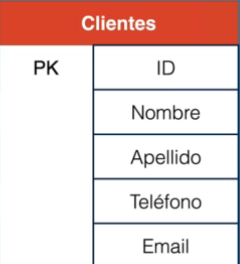 Clientes
PK ID
Nombre
Apellido
Teléfono
Email